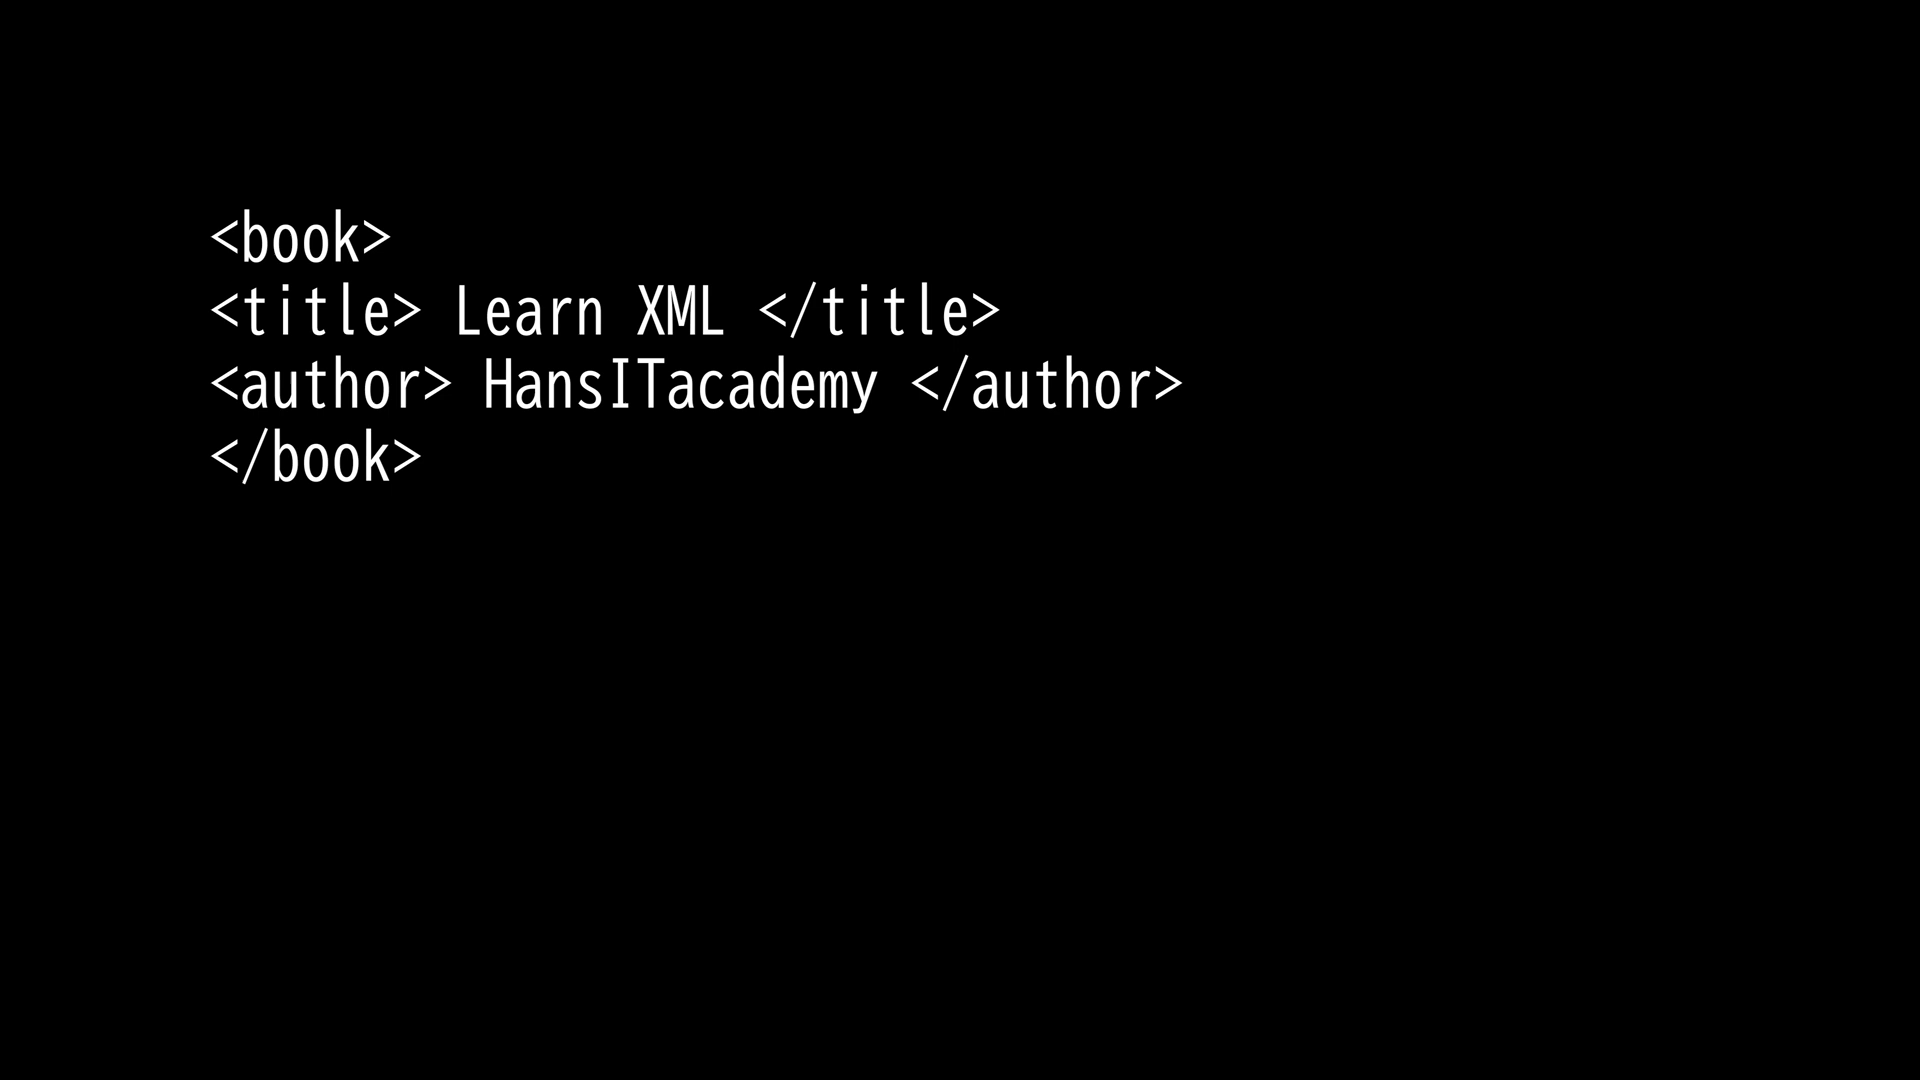 <book>
<title> Learn XML </title>
<author> HansITacademy </author>
</book>